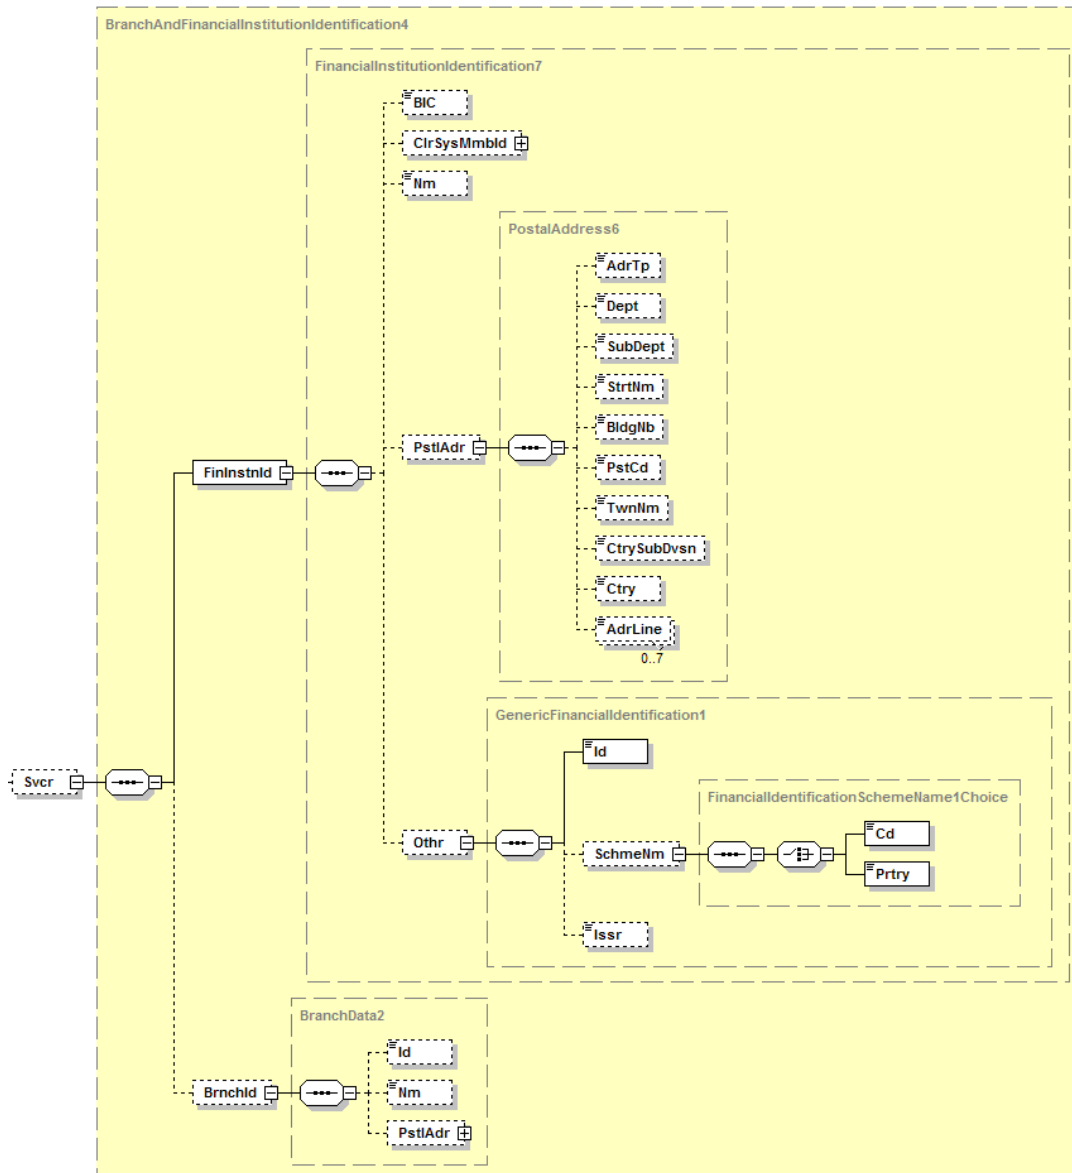 BranchAndFinancialInstitutionIdentification4
FinancialInstitutionIdentification7
BIC
ClrSysMmbId
Nm
PostalAddress6
AdrTp
Dept
SubDept
StrtNm
BldgNb
PstlAdr
PstCd
FinInstnId
TwnNm
CtrySubDvsn
Ctry
AdrLine
0..7
GenericFinancialIdentification1
Id
Svcr
FinancialIdentificationSchemeName1Choice
Cd
Othr
SchmeNm
Prtry
Issr
BranchData2
Id
BrnchId
Nm
PstlAdr